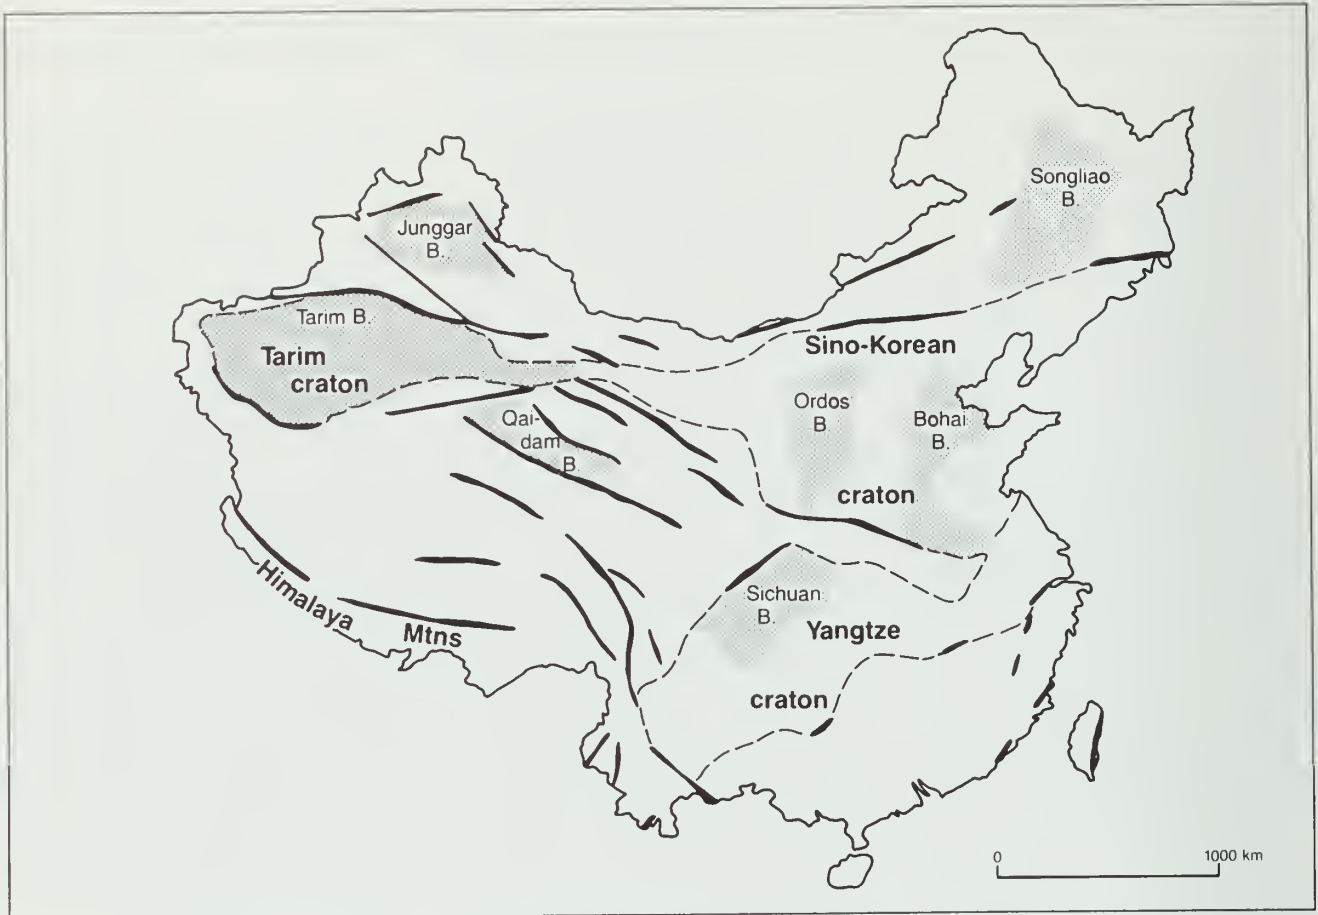 Songliao
B.
Junggar
B.
Tarim B.
Tarim
craton
Sino-Korean
Ordos
B.
Bohai
B.
Qai-
dam
B.
craton
Himalaya
Mtns
Sichuan
B.
Yangtze
craton
0 1000 km